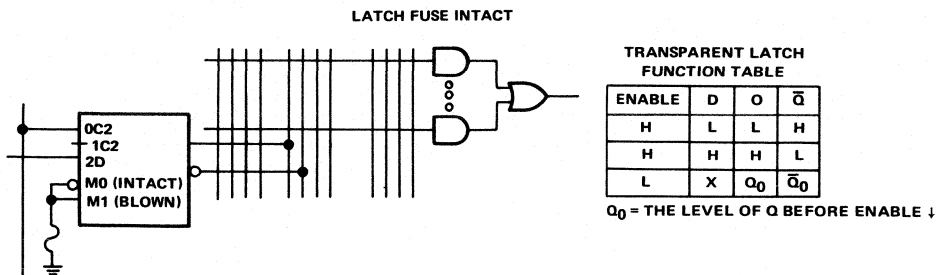 LATCH FUSE INTACT
0C2
1C2
2D
M0 (INTACT)
M1 (BLOWN)
TRANSPARENT LATCH
FUNCTION TABLE
ENABLE D O Q̅
H L L H
H H H L
L X Q₀ Q̅₀
Q₀ = THE LEVEL OF Q BEFORE ENABLE ↓